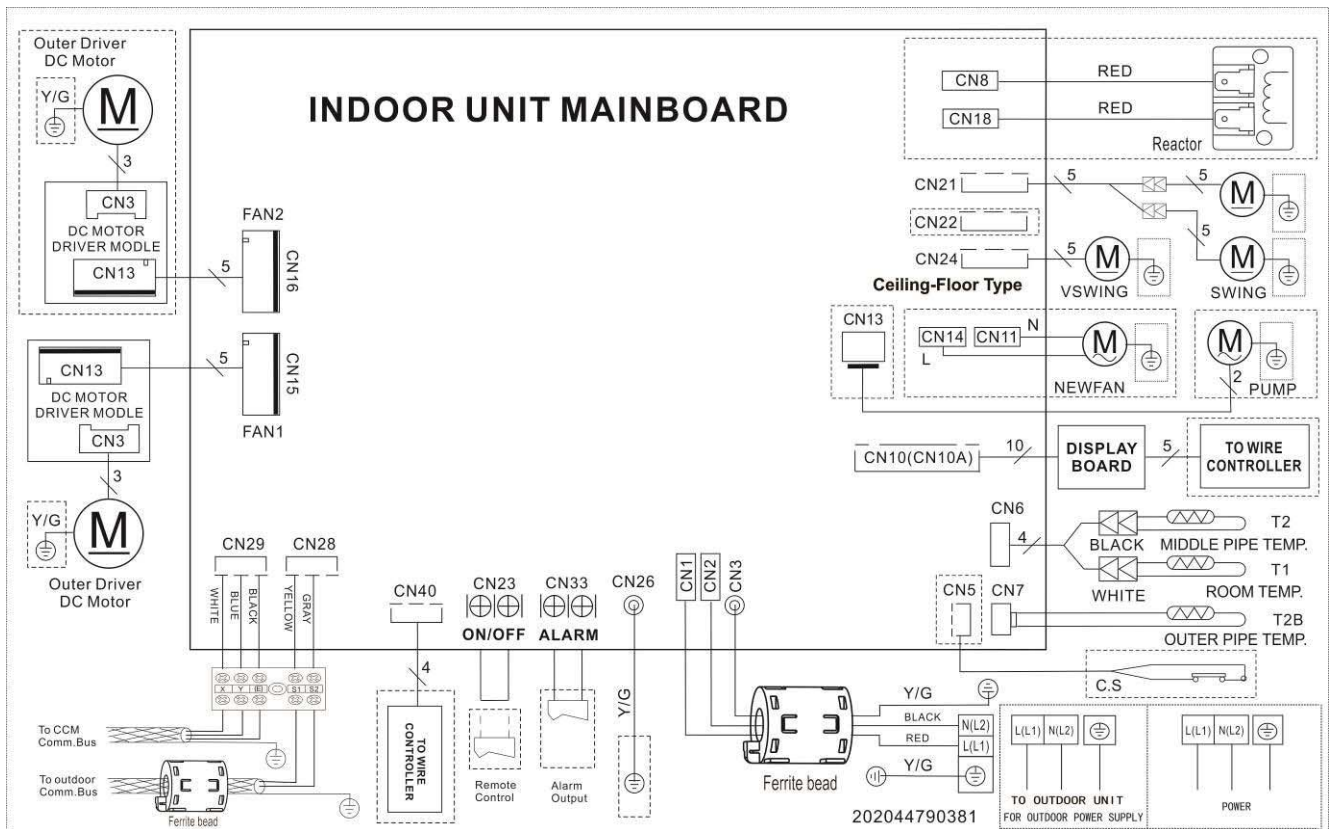 Outer Driver
DC Motor
Y/G
M
3
CN3
DC MOTOR
DRIVER MODLE
CN13
5
FAN2
CN16
INDOOR UNIT MAINBOARD
CN8
RED
CN18
RED
Reactor
CN21
5
5
M
CN22
5
CN24
5
M
M
Ceiling-Floor Type
VSWING
SWING
CN13
CN14
CN11
N
L
M
NEWFAN
M
2
PUMP
CN13
5
CN15
DC MOTOR
DRIVER MODLE
CN3
FAN1
3
Y/G
M
Outer Driver
DC Motor
CN10(CN10A)
10
DISPLAY
BOARD
5
TO WIRE
CONTROLLER
CN6
4
BLACK
T2
MIDDLE PIPE TEMP.
WHITE
T1
ROOM TEMP.
CN5
CN7
T2B
OUTER PIPE TEMP.
C.S
CN29
CN28
WHITE
BLUE
BLACK
YELLOW
GRAY
X
Y
(E)
S1
S2
To CCM
Comm.Bus
To outdoor
Comm.Bus
Ferrite bead
CN40
4
TO WIRE
CONTROLLER
CN23
ON/OFF
Remote
Control
CN33
ALARM
Alarm
Output
CN26
Y/G
CN1
CN2
CN3
Ferrite bead
Y/G
BLACK
RED
Y/G
N(L2)
L(L1)
202044790381
L(L1)
N(L2)
TO OUTDOOR UNIT
FOR OUTDOOR POWER SUPPLY
L(L1)
N(L2)
POWER